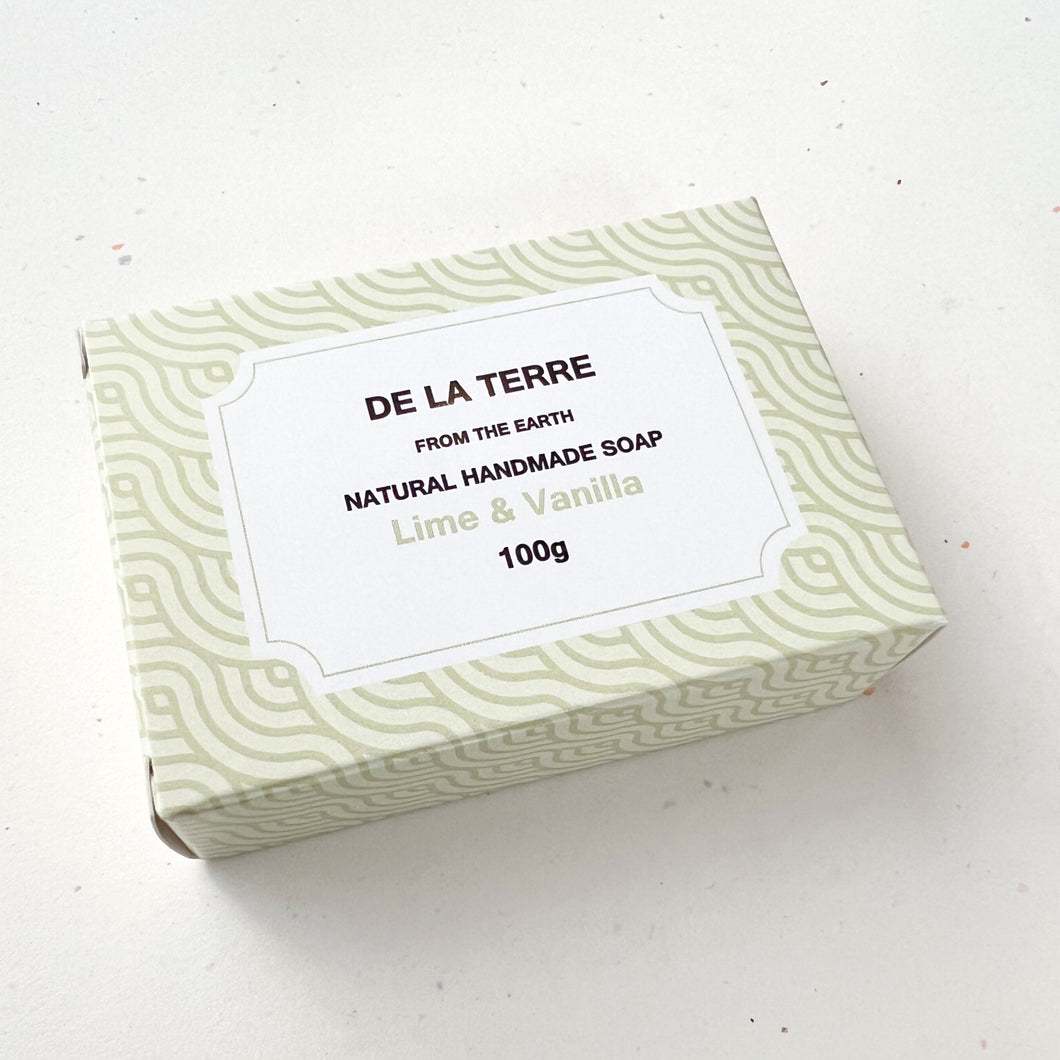 DE LA TERRE
FROM THE EARTH
NATURAL HANDMADE SOAP
Lime & Vanilla
100g